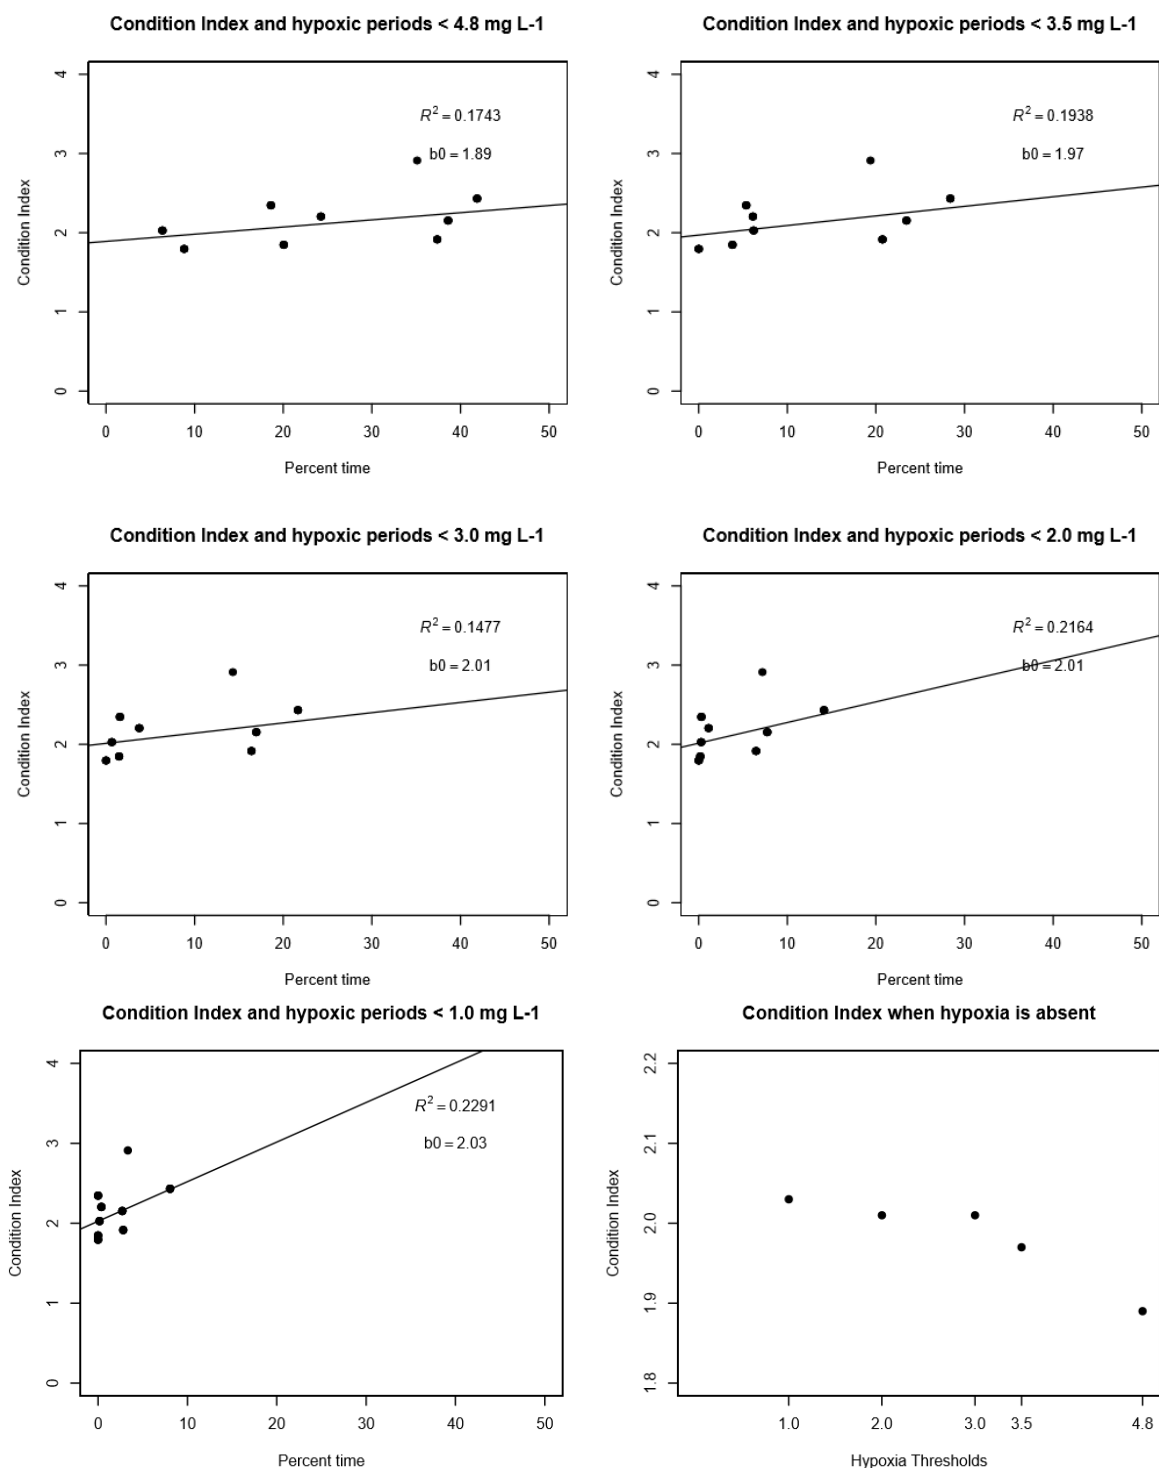 Condition Index and hypoxic periods < 4.8 mg L-1
R² = 0.1743
b0 = 1.89
Condition Index
4
3
2
1
0
0 10 20 30 40 50
Percent time
Condition Index and hypoxic periods < 3.5 mg L-1
R² = 0.1938
b0 = 1.97
Condition Index
4
3
2
1
0
0 10 20 30 40 50
Percent time
Condition Index and hypoxic periods < 3.0 mg L-1
R² = 0.1477
b0 = 2.01
Condition Index
4
3
2
1
0
0 10 20 30 40 50
Percent time
Condition Index and hypoxic periods < 2.0 mg L-1
R² = 0.2164
b0 = 2.01
Condition Index
4
3
2
1
0
0 10 20 30 40 50
Percent time
Condition Index and hypoxic periods < 1.0 mg L-1
R² = 0.2291
b0 = 2.03
Condition Index
4
3
2
1
0
0 10 20 30 40 50
Percent time
Condition Index when hypoxia is absent
Condition Index
2.2
2.1
2.0
1.9
1.8
1.0 2.0 3.0 3.5 4.8
Hypoxia Thresholds